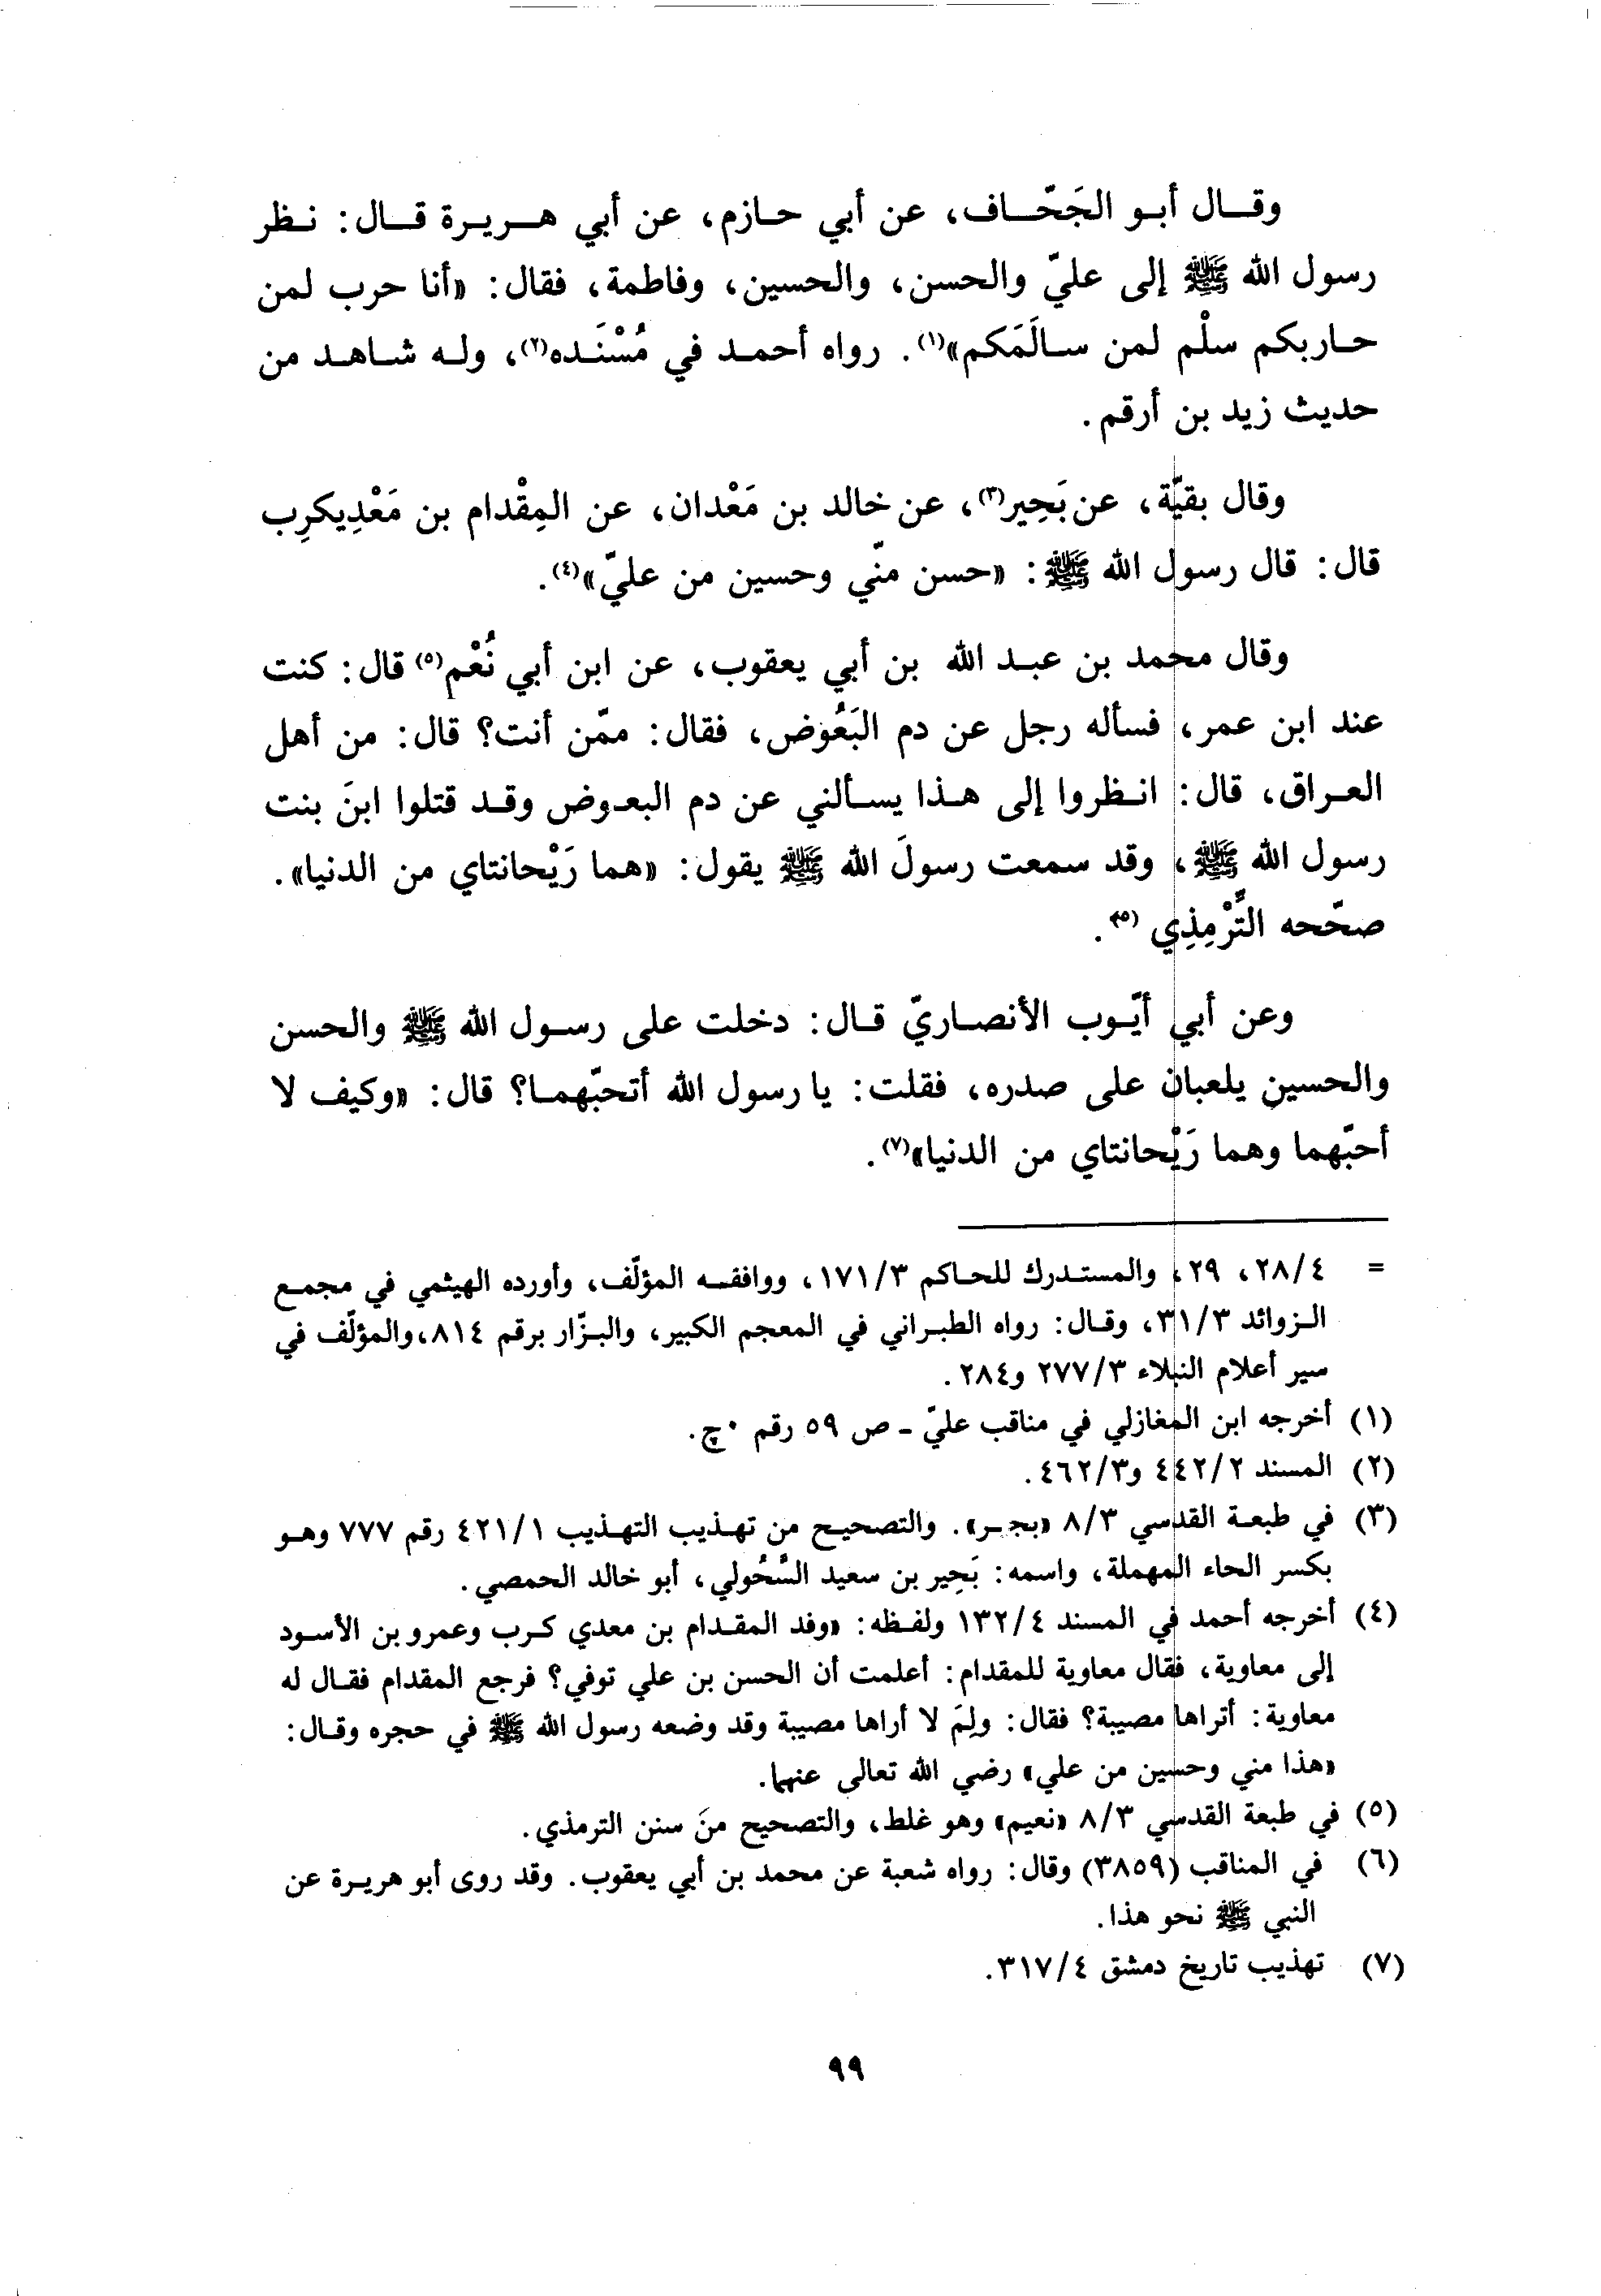 وقال أبو الجَحّاف، عن أبي حازم، عن أبي هريرة قال: نظر
رسول الله ﷺ إلى عليّ والحسن، والحسين، وفاطمة، فقال: «أنا حرب لمن
حاربكم سلْم لمن سالَمَكم»(١). رواه أحمد في مُسْنَده(٢)، وله شاهد من
حديث زيد بن أرقم.
وقال بقيّة، عن بَحِير(٣)، عن خالد بن مَعْدان، عن المِقْدام بن مَعْدِيكرِب
قال: قال رسول الله ﷺ: «حسن منّي وحسين من عليّ»(٤).
وقال محمد بن عبد الله بن أبي يعقوب، عن ابن أبي نُعْم(٥) قال: كنت
عند ابن عمر، فسأله رجل عن دم البَعُوض، فقال: ممّن أنت؟ قال: من أهل
العراق، قال: انظروا إلى هذا يسألني عن دم البعوض وقد قتلوا ابنَ بنت
رسول الله ﷺ، وقد سمعت رسولَ الله ﷺ يقول: «هما رَيْحانتاي من الدنيا».
صحّحه التِّرْمِذِي (٥).
وعن أبي أيّوب الأنصاريّ قال: دخلت على رسول الله ﷺ والحسن
والحسين يلعبان على صدره، فقلت: يا رسول الله أتحبّهما؟ قال: «وكيف لا
أحبّهما وهما رَيْحانتاي من الدنيا»(٧).
= ٢٨/٤، ٢٩، والمستدرك للحاكم ١٧١/٣، ووافقه المؤلّف، وأورده الهيثمي في مجمع
الزوائد ٣١/٣، وقال: رواه الطبراني في المعجم الكبير، والبزّار برقم ٨١٤،والمؤلّف في
سير أعلام النبلاء ٢٧٧/٣ و٢٨٤.
(١) أخرجه ابن المغازلي في مناقب عليّ ـ ص ٥٩ رقم
(٢) المسند ٤٤٢/٢ و٤٦٢/٣.
(٣) في طبعة القدسي ٨/٣ «بجر». والتصحيح من تهذيب التهذيب ٤٢١/١ رقم ٧٧٧ وهو
بكسر الحاء المهملة، واسمه: بَحِير بن سعيد السَّحُولي، أبو خالد الحمصي.
(٤) أخرجه أحمد في المسند ١٣٢/٤ ولفظه: «وفد المقدام بن معدي كرب وعمرو بن الأسود
إلى معاوية، فقال معاوية للمقدام: أعلمت أن الحسن بن علي توفي؟ فرجع المقدام فقال له
معاوية: أتراها مصيبة؟ فقال: ولِمَ لا أراها مصيبة وقد وضعه رسول الله ﷺ في حجره وقال:
«هذا مني وحسين من علي» رضي الله تعالى عنهما.
(٥) في طبعة القدسي ٨/٣ «نعيم» وهو غلط، والتصحيح منَ سنن الترمذي.
(٦) في المناقب (٣٨٥٩) وقال: رواه شعبة عن محمد بن أبي يعقوب. وقد روى أبو هريرة عن
النبي ﷺ نحو هذا.
(٧) تهذيب تاريخ دمشق ٣١٧/٤.
٩٩